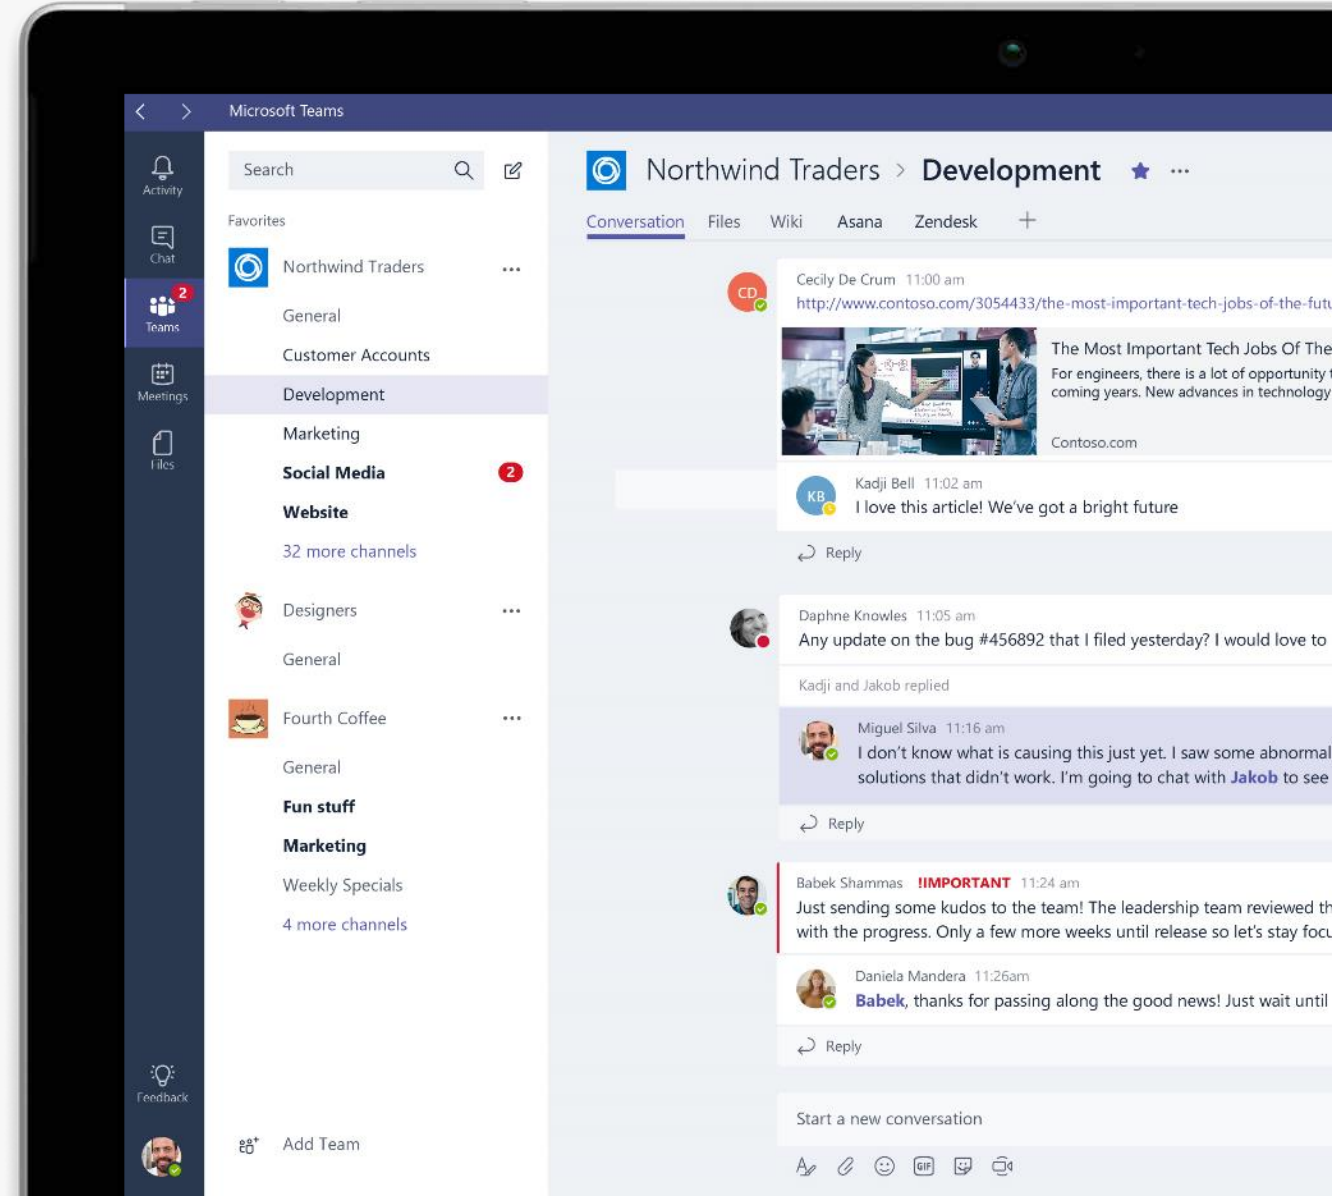 Microsoft Teams
Activity
Chat
2
Teams
Meetings
Files
Feedback
Search
Favorites
Northwind Traders
General
Customer Accounts
Development
Marketing
Social Media 2
Website
32 more channels
Designers
General
Fourth Coffee
General
Fun stuff
Marketing
Weekly Specials
4 more channels
Add Team
Northwind Traders > Development
Conversation Files Wiki Asana Zendesk
CD
Cecily De Crum 11:00 am
http://www.contoso.com/3054433/the-most-important-tech-jobs-of-the-futu
The Most Important Tech Jobs Of The
For engineers, there is a lot of opportunity
coming years. New advances in technology
Contoso.com
KB
Kadji Bell 11:02 am
I love this article! We've got a bright future
Reply
Daphne Knowles 11:05 am
Any update on the bug #456892 that I filed yesterday? I would love to
Kadji and Jakob replied
Miguel Silva 11:16 am
I don't know what is causing this just yet. I saw some abnormal
solutions that didn't work. I'm going to chat with Jakob to see
Reply
Babek Shammas !IMPORTANT 11:24 am
Just sending some kudos to the team! The leadership team reviewed th
with the progress. Only a few more weeks until release so let's stay focu
Daniela Mandera 11:26am
Babek, thanks for passing along the good news! Just wait until
Reply
Start a new conversation
GIF